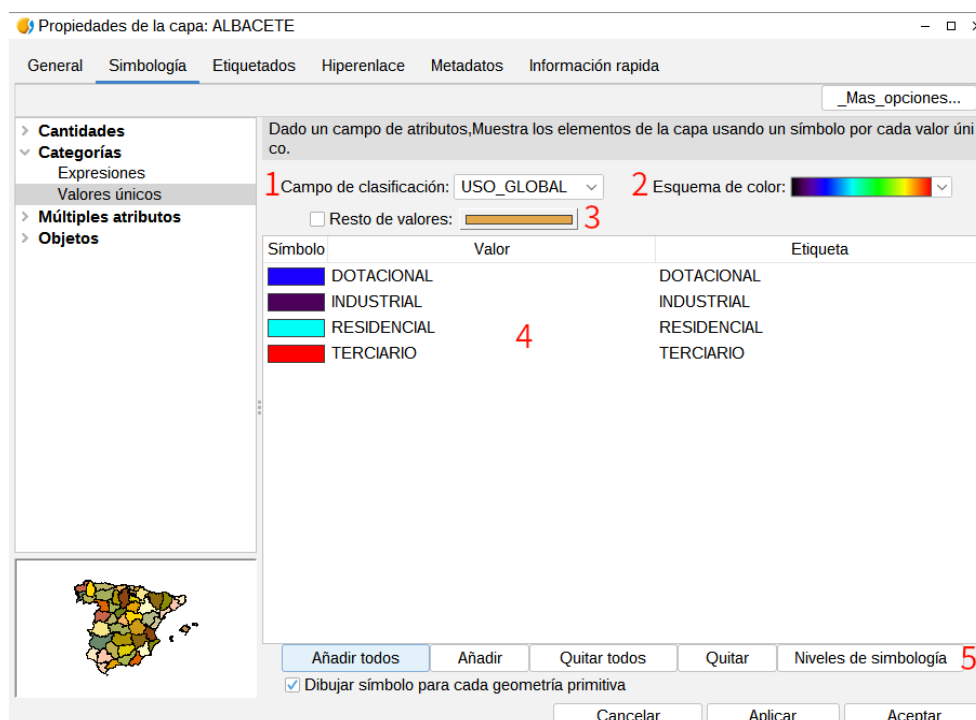 Propiedades de la capa: ALBACETE
General Simbología Etiquetados Hiperenlace Metadatos Información rapida
_Mas_opciones...
Cantidades
Categorías
Expresiones
Valores únicos
Múltiples atributos
Objetos
Dado un campo de atributos,Muestra los elementos de la capa usando un símbolo por cada valor úni
co.
1 Campo de clasificación: USO_GLOBAL 2 Esquema de color:
Resto de valores: 3
Símbolo Valor Etiqueta
DOTACIONAL DOTACIONAL
INDUSTRIAL INDUSTRIAL
RESIDENCIAL RESIDENCIAL
4
TERCIARIO TERCIARIO
Añadir todos Añadir Quitar todos Quitar Niveles de simbología 5
Dibujar símbolo para cada geometría primitiva
Cancelar Aplicar Aceptar